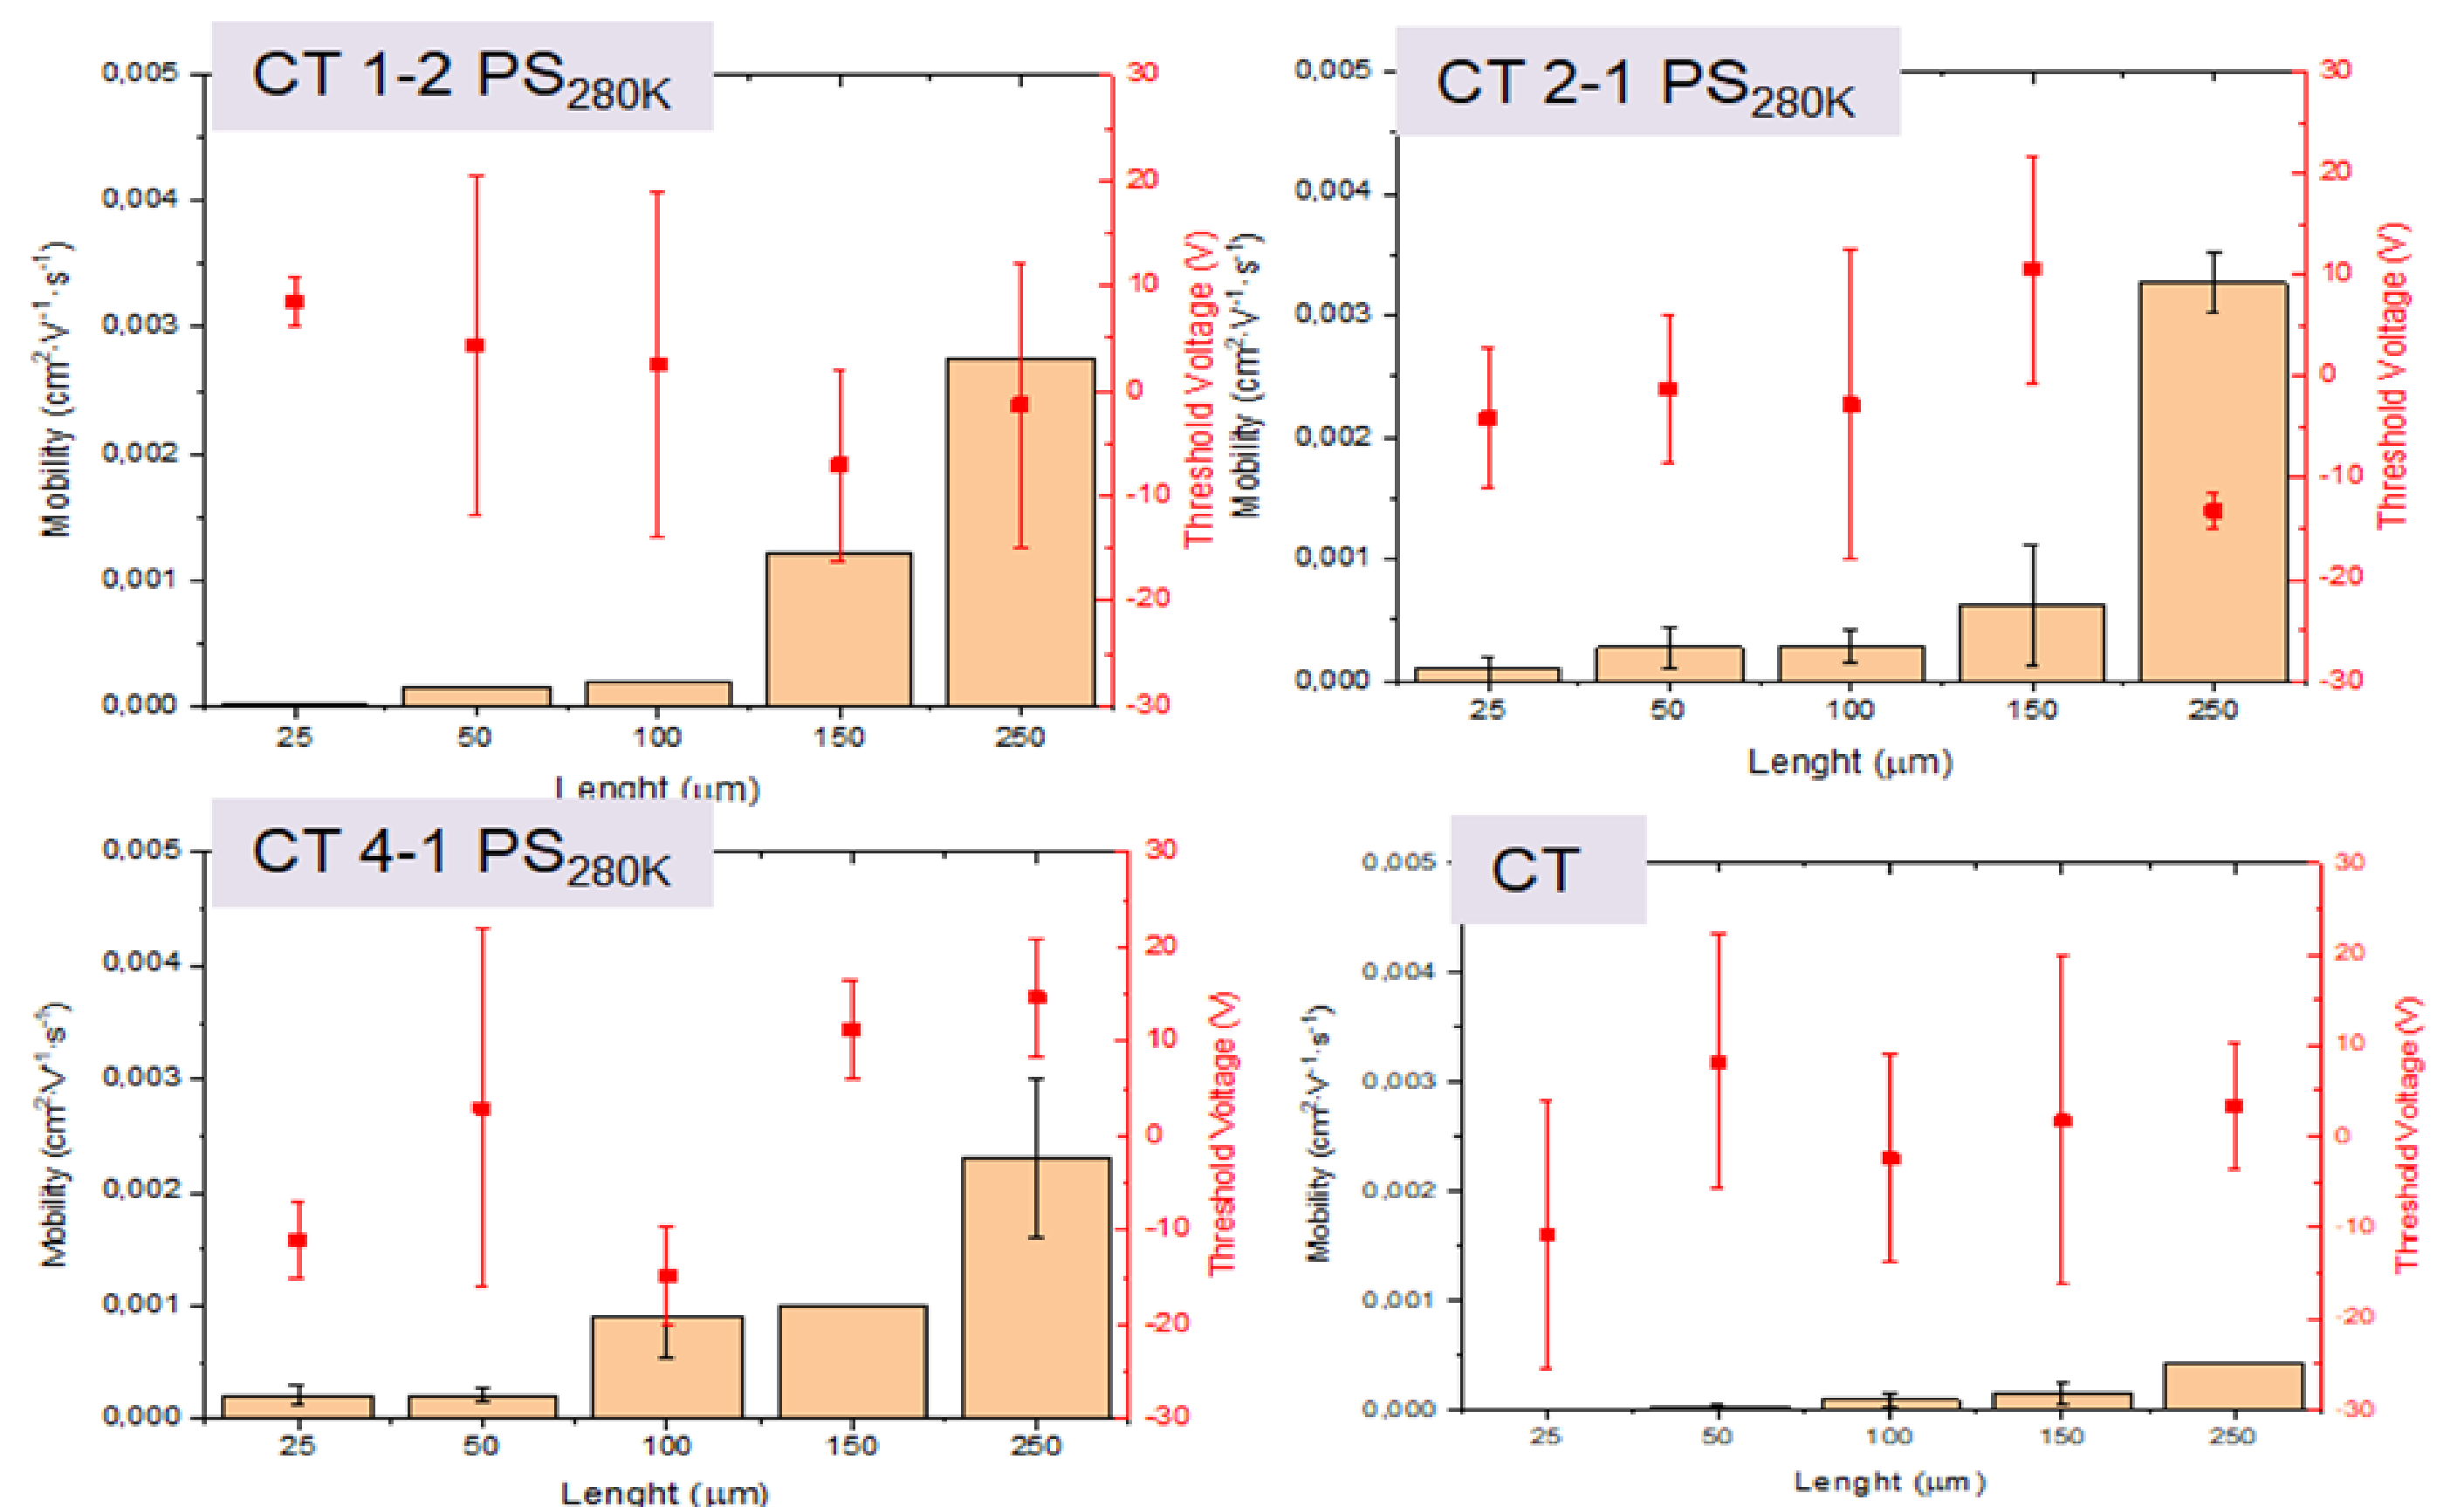 CT 1-2 PS280K
0,005
0,004
0,003
0,002
0,001
0,000
Mobility (cm2·V-1·s-1)
30
20
10
0
-10
-20
-30
Threshold Voltage (V)
25 50 100 150 250
Lenght (μm)
CT 2-1 PS280K
0,005
0,004
0,003
0,002
0,001
0,000
Mobility (cm2·V-1·s-1)
30
20
10
0
-10
-20
-30
Threshold Voltage (V)
25 50 100 150 250
Lenght (μm)
CT 4-1 PS280K
0,005
0,004
0,003
0,002
0,001
0,000
Mobility (cm2·V-1·s-1)
30
20
10
0
-10
-20
-30
Threshold Voltage (V)
25 50 100 150 250
Lenght (μm)
CT
0,005
0,004
0,003
0,002
0,001
0,000
Mobility (cm2·V-1·s-1)
30
20
10
0
-10
-20
-30
Threshold Voltage (V)
25 50 100 150 250
Lenght (μm)